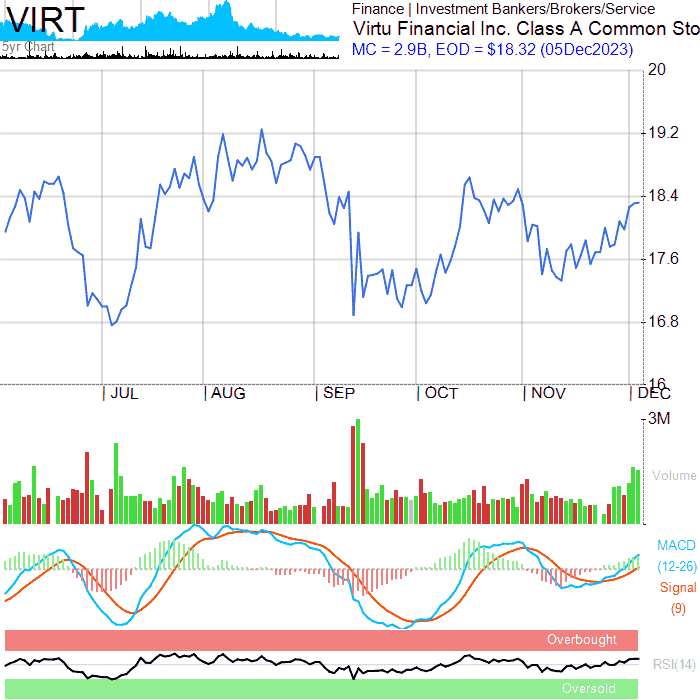 VIRT
5yr Chart
Finance | Investment Bankers/Brokers/Service
Virtu Financial Inc. Class A Common Sto
MC = 2.9B, EOD = $18.32 (05Dec2023)
20
19.2
18.4
17.6
16.8
16
JUL AUG SEP OCT NOV DEC
3M
Volume
MACD
(12-26)
Signal
(9)
Overbought
RSI(14)
Oversold